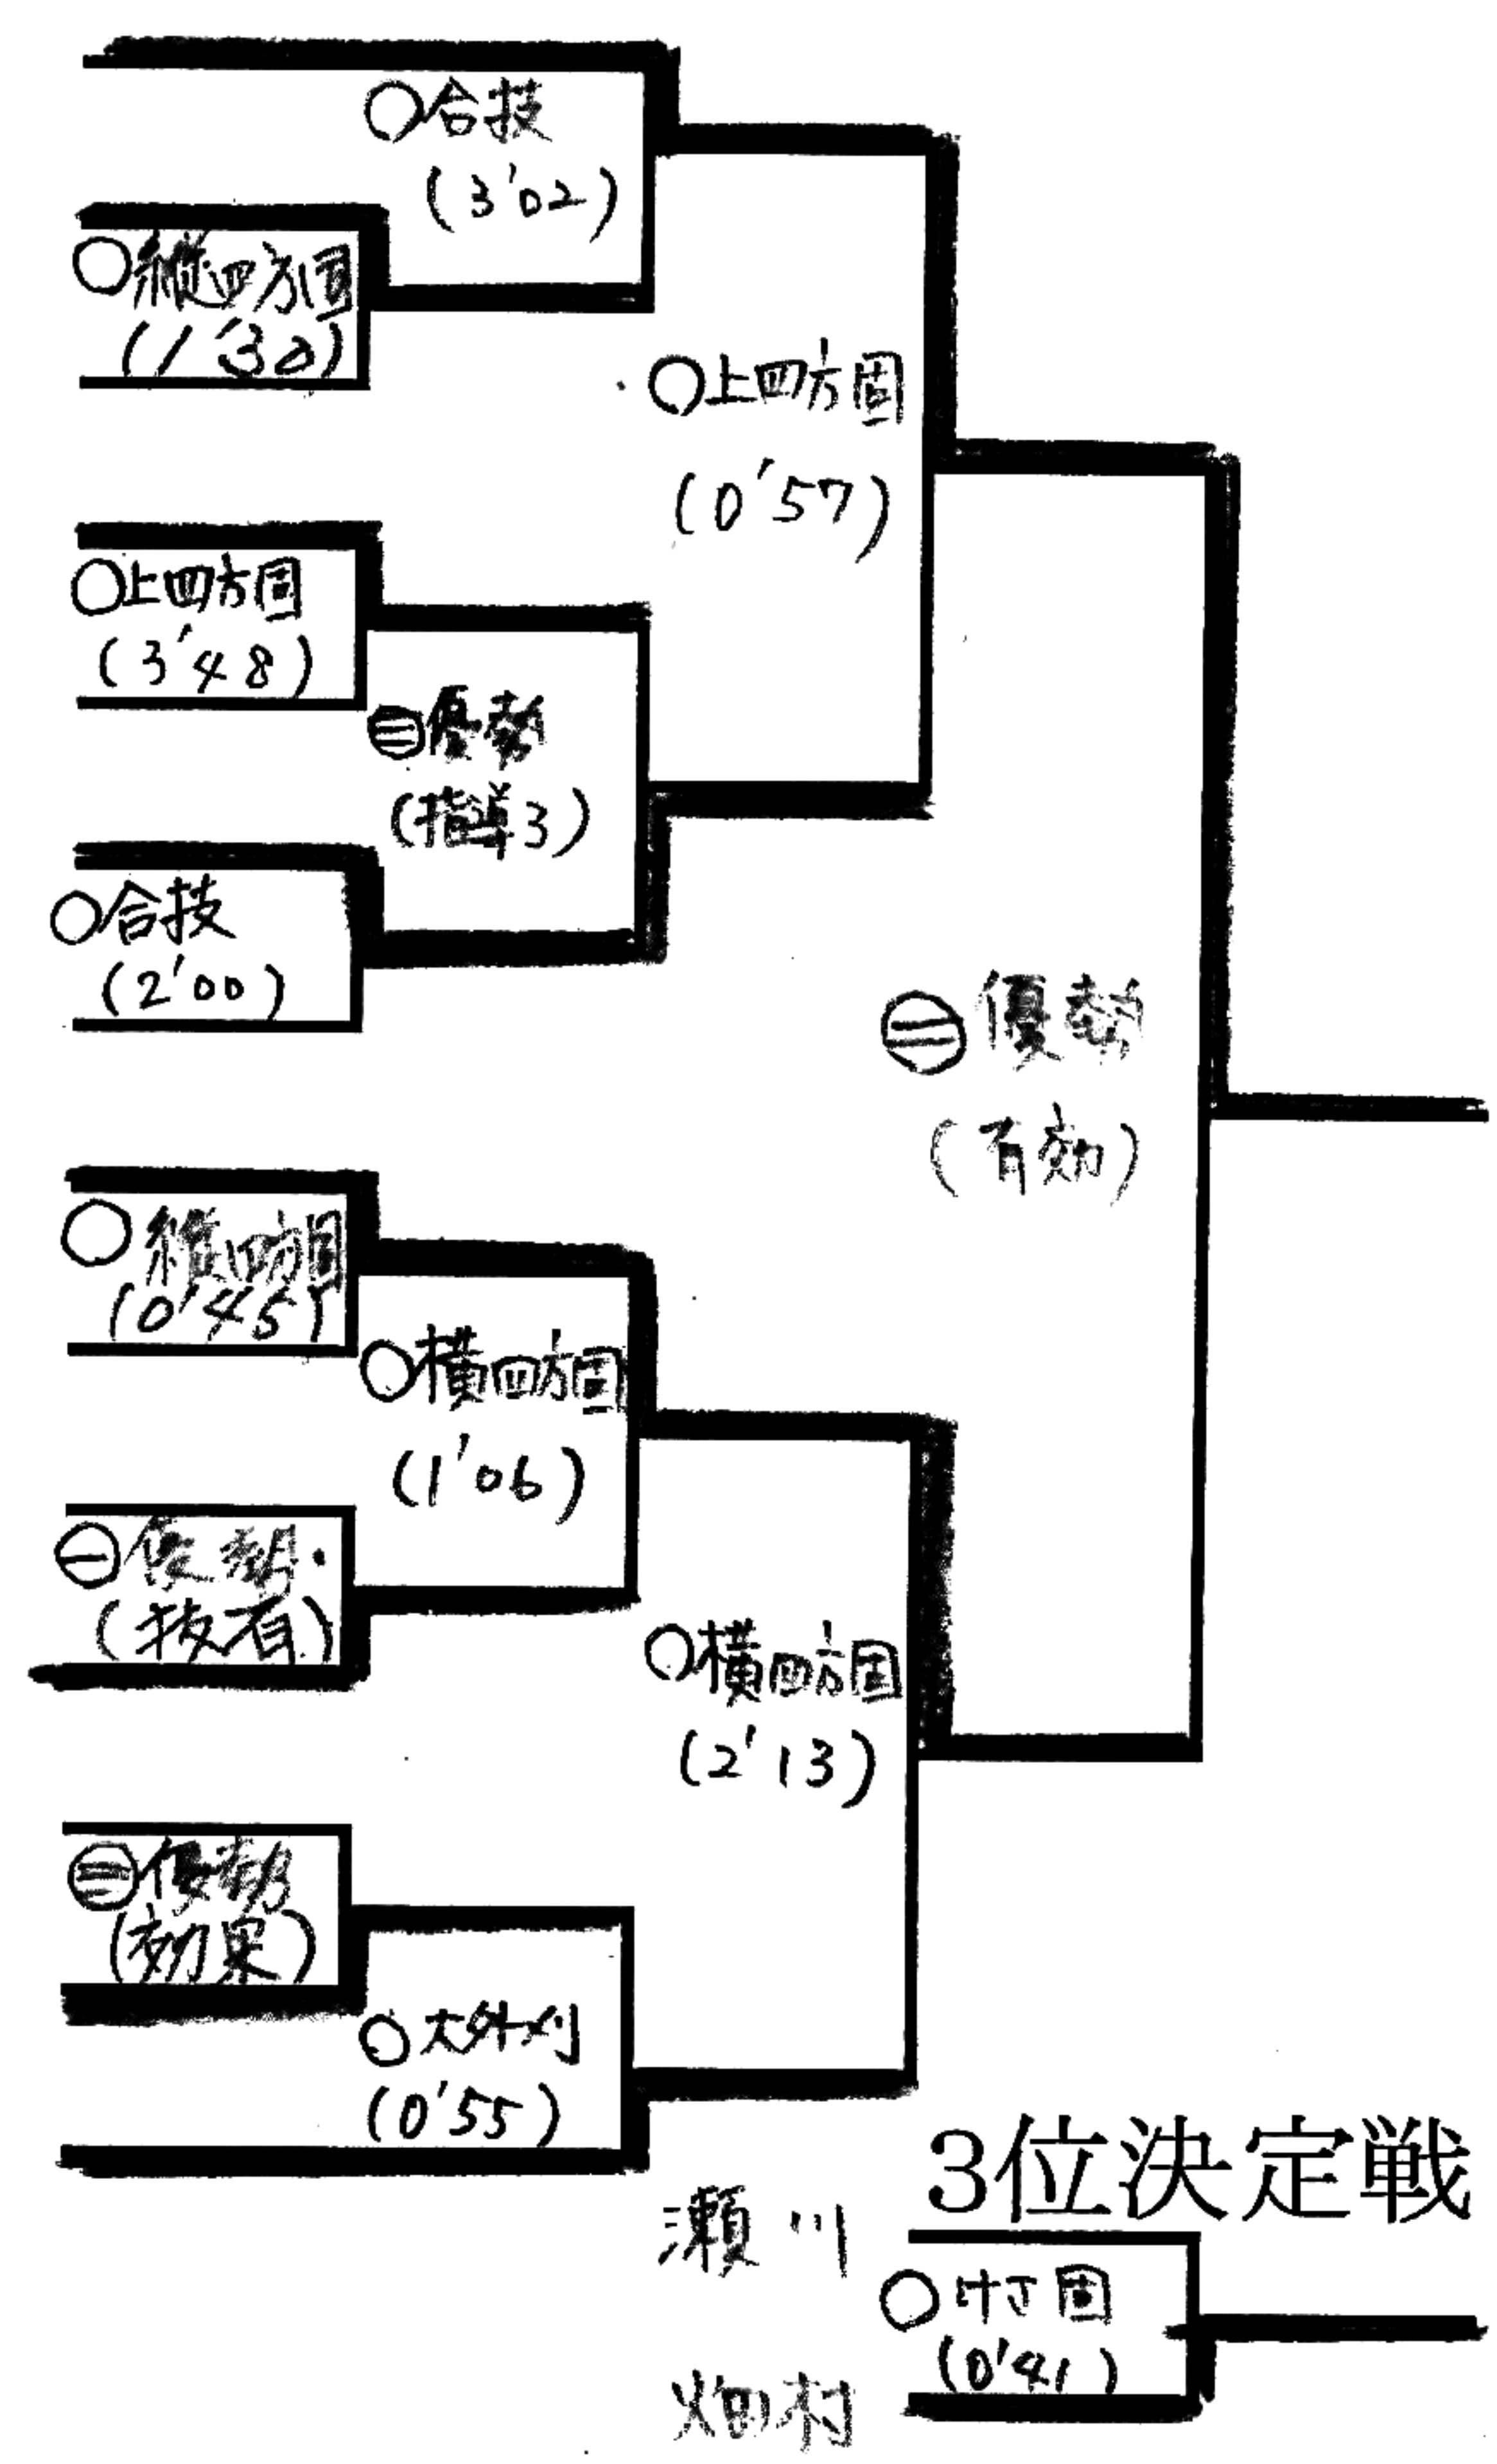 ○合技
(3'02)
○縦四方固
(1'30)
○上四方固
(0'57)
○上四方固
(3'48)
㊂優勢
(指導3)
○合技
(2'00)
㊁優勢
(有効)
○縦四方固
(0'45)
○横四方固
(1'06)
㊀優勢
(技有)
○横四方固
(2'13)
㊂優勢
(効果)
○大外刈
(0'55)
3位決定戦
瀬川
○けさ固
(0'41)
畑村